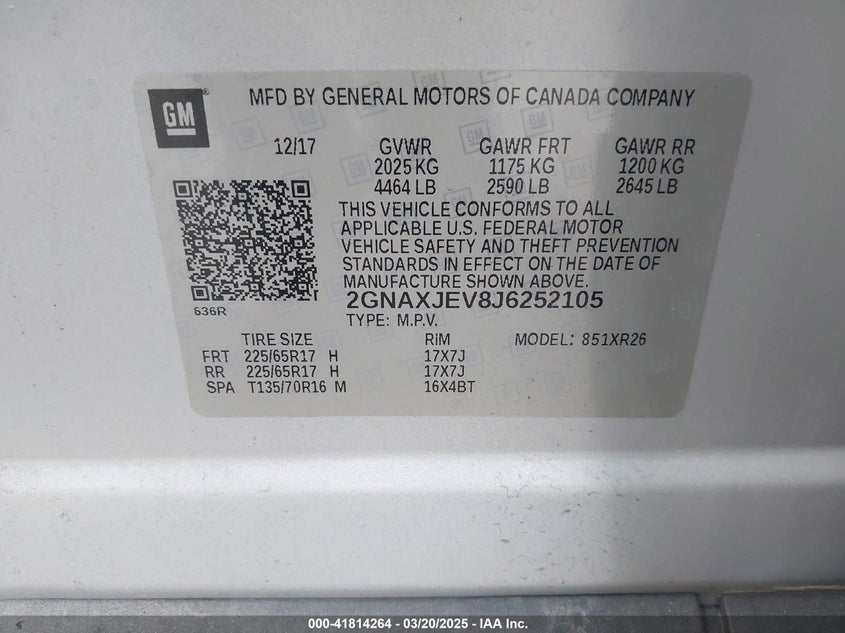 GM
MFD BY GENERAL MOTORS OF CANADA COMPANY
12/17 GVWR GAWR FRT GAWR RR
2025 KG 1175 KG 1200 KG
4464 LB 2590 LB 2645 LB
THIS VEHICLE CONFORMS TO ALL
APPLICABLE U.S. FEDERAL MOTOR
VEHICLE SAFETY AND THEFT PREVENTION
STANDARDS IN EFFECT ON THE DATE OF
MANUFACTURE SHOWN ABOVE.
2GNAXJEV8J6252105
636R
TYPE: M.P.V.
TIRE SIZE RIM MODEL: 851XR26
FRT 225/65R17 H 17X7J
RR 225/65R17 H 17X7J
SPA T135/70R16 M 16X4BT
000-41814264 - 03/20/2025 - IAA Inc.